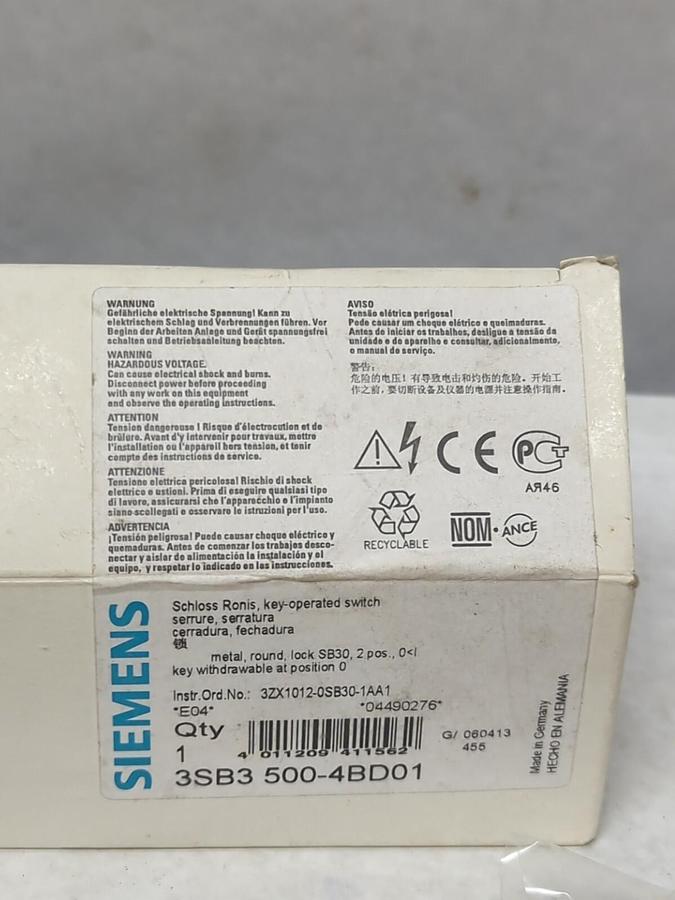 WARNUNG
Gefährliche elektrische Spannung! Kann zu
elektrischem Schlag und Verbrennungen führen. Vor
Beginn der Arbeiten Anlage und Gerät spannungsfrei
schalten und Betriebsanleitung beachten.
WARNING
HAZARDOUS VOLTAGE.
Can cause electrical shock and burns.
Disconnect power before proceeding
with any work on this equipment
and observe the operating instructions.
ATTENTION
Tension dangereuse ! Risque d'électrocution et de
brûlure. Avant d'y intervenir pour travaux, mettre
l'installation ou l'appareil hors tension, et tenir
compte des instructions de service.
ATTENZIONE
Tensione elettrica pericolosa! Rischio di shock
elettrico e ustioni. Prima di eseguire qualsiasi tipo
di lavoro, assicurarsi che l'apparecchio e l'impianto
siano scollegati e osservare le istruzioni per l'uso.
ADVERTENCIA
¡Tensión peligrosa! Puede causar choque eléctrico y
quemaduras. Antes de comenzar los trabajos desco-
nectar y aislar de alimentación la instalación y el
equipo, y respetar lo indicado en las instrucciones.
AVISO
Tensão elétrica perigosa!
Pode causar um choque elétrico e queimaduras.
Antes de iniciar os trabalhos, desligue a tensão da
unidade e do aparelho e consultar, adicionalmente,
o manual de serviço.
警告:
危险的电压! 有导致电击和灼伤的危险。开始工
作之前, 要切断设备及仪器的电源并注意操作指南。
CE
РСТ
АЯ46
RECYCLABLE
NOM·ANCE
SIEMENS
Schloss Ronis, key-operated switch
serrure, serratura
cerradura, fechadura
锁
metal, round, lock SB30, 2 pos., 0<I
key withdrawable at position 0
Instr.Ord.No.: 3ZX1012-0SB30-1AA1
*E04* *04490276*
Qty
1
4 011209 411562
G/ 060413
455
3SB3 500-4BD01
Made in Germany
HECHO EN ALEMANIA